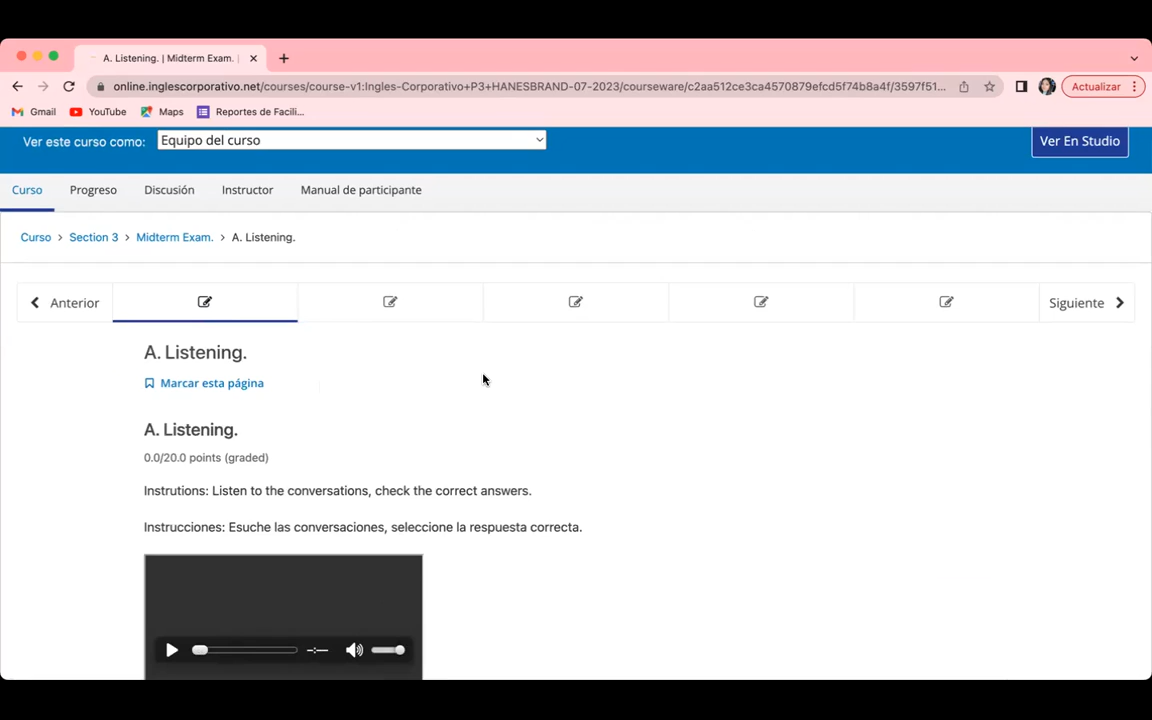 A. Listening. | Midterm Exam. |
online.inglescorporativo.net/courses/course-v1:Ingles-Corporativo+P3+HANESBRAND-07-2023/courseware/c2aa512ce3ca4570879efcd5f74b8a4f/3597f51...
Actualizar
Gmail YouTube Maps Reportes de Facili...
Ver este curso como: Equipo del curso Ver En Studio
Curso Progreso Discusión Instructor Manual de participante
Curso > Section 3 > Midterm Exam. > A. Listening.
Anterior Siguiente
A. Listening.
Marcar esta página
A. Listening.
0.0/20.0 points (graded)
Instrutions: Listen to the conversations, check the correct answers.
Instrucciones: Esuche las conversaciones, seleccione la respuesta correcta.
-:--